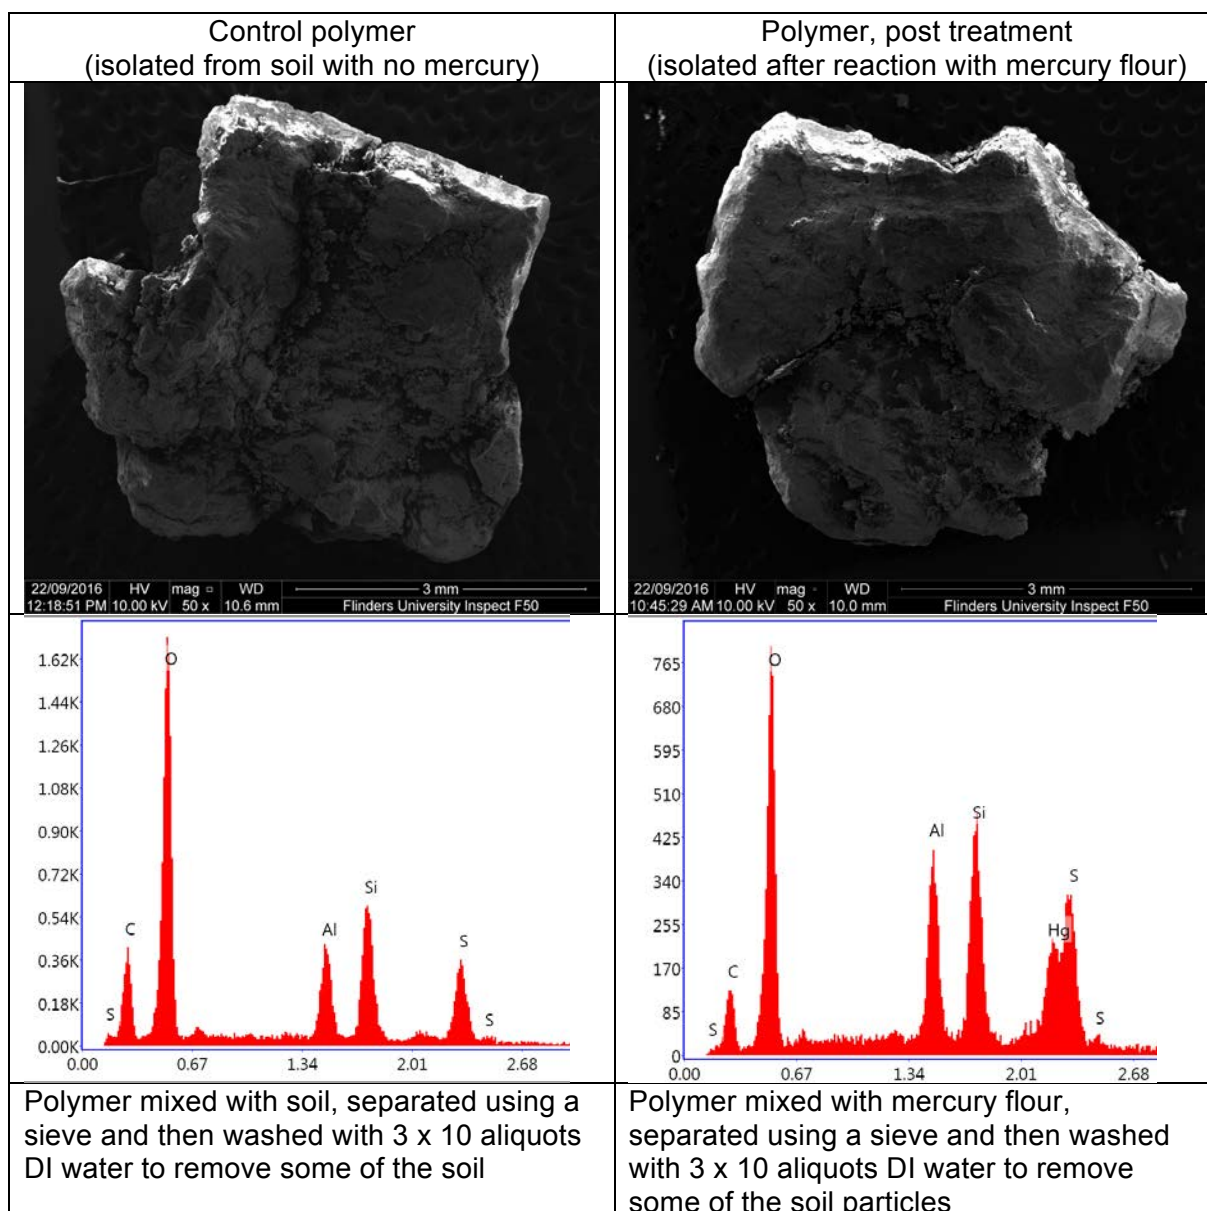 Control polymer
(isolated from soil with no mercury)
Polymer, post treatment
(isolated after reaction with mercury flour)
22/09/2016 HV mag □ WD 3 mm
12:18:51 PM 10.00 kV 50 x 10.6 mm Flinders University Inspect F50
22/09/2016 HV mag □ WD 3 mm
10:45:29 AM 10.00 kV 50 x 10.0 mm Flinders University Inspect F50
1.62K
1.44K
1.26K
1.08K
0.90K
0.72K
0.54K
0.36K
0.18K
0.00K
S
C
O
Al
Si
S
S
0.00 0.67 1.34 2.01 2.68
765
680
595
510
425
340
255
170
85
0
S
C
O
Al
Si
Hg
S
S
0.00 0.67 1.34 2.01 2.68
Polymer mixed with soil, separated using a
sieve and then washed with 3 x 10 aliquots
DI water to remove some of the soil
Polymer mixed with mercury flour,
separated using a sieve and then washed
with 3 x 10 aliquots DI water to remove
some of the soil particles